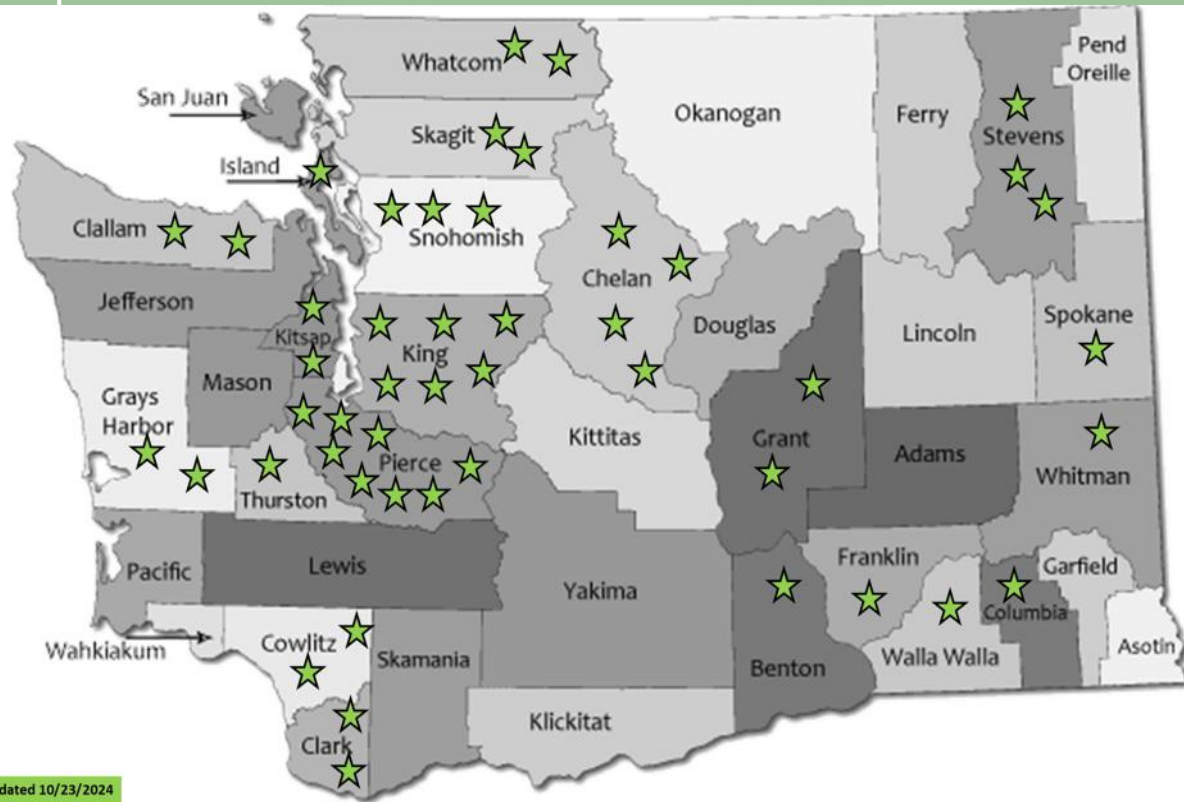 Whatcom
San Juan
Skagit
Island
Okanogan
Ferry
Stevens
Pend
Oreille
Clallam
Snohomish
Chelan
Jefferson
Kitsap
King
Douglas
Lincoln
Spokane
Mason
Grays
Harbor
Kittitas
Grant
Adams
Pierce
Thurston
Whitman
Pacific
Lewis
Yakima
Franklin
Garfield
Columbia
Wahkiakum
Cowlitz
Skamania
Benton
Walla Walla
Asotin
Klickitat
Clark
dated 10/23/2024